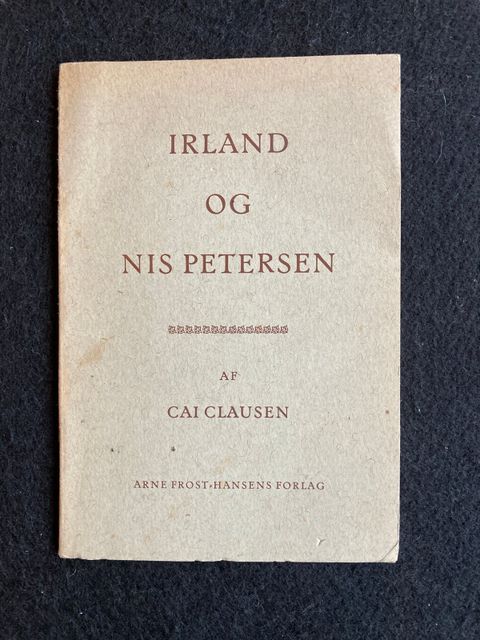 IRLAND
OG
NIS PETERSEN
AF
CAI CLAUSEN
ARNE FROST-HANSENS FORLAG